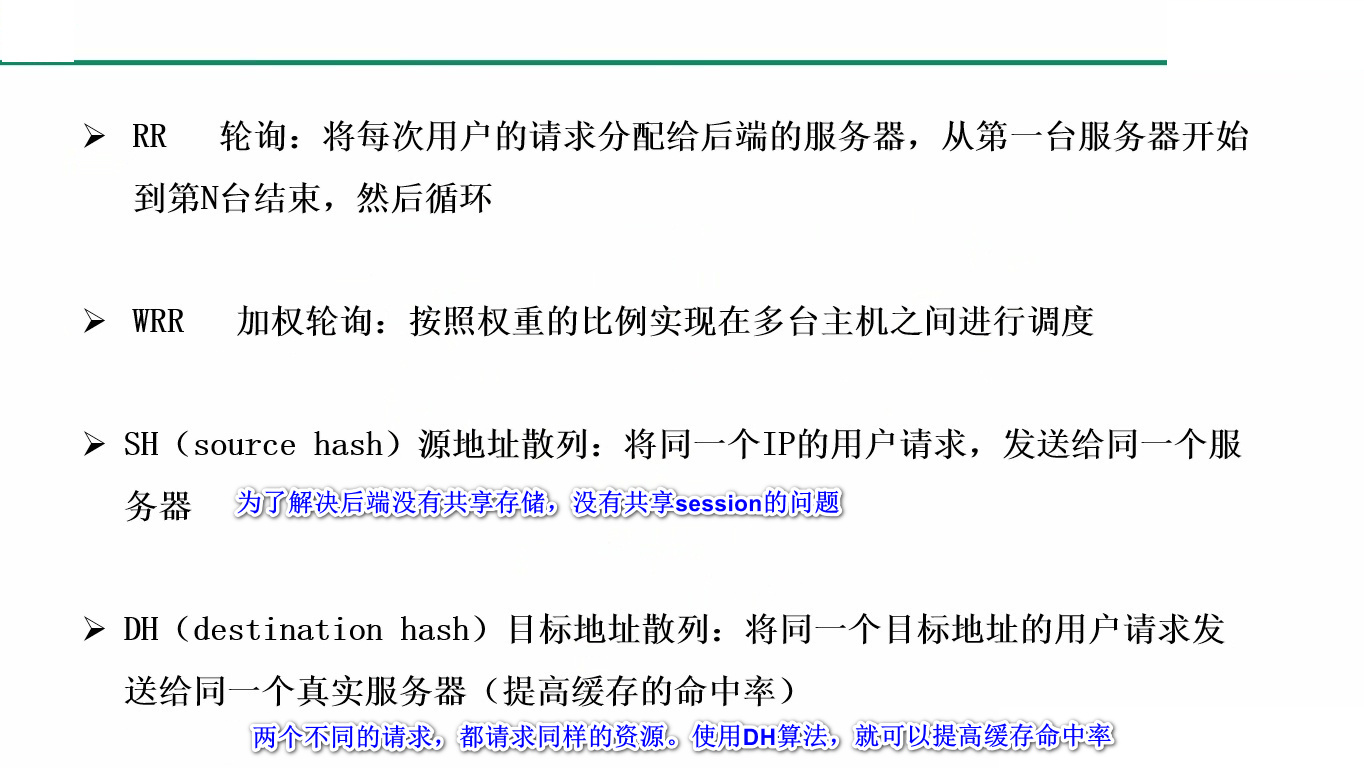 ➢ RR 轮询：将每次用户的请求分配给后端的服务器，从第一台服务器开始
到第N台结束，然后循环
➢ WRR 加权轮询：按照权重的比例实现在多台主机之间进行调度
➢ SH（source hash）源地址散列：将同一个IP的用户请求，发送给同一个服
务器 为了解决后端没有共享存储，没有共享session的问题
➢ DH（destination hash）目标地址散列：将同一个目标地址的用户请求发
送给同一个真实服务器（提高缓存的命中率）
两个不同的请求，都请求同样的资源。使用DH算法，就可以提高缓存命中率